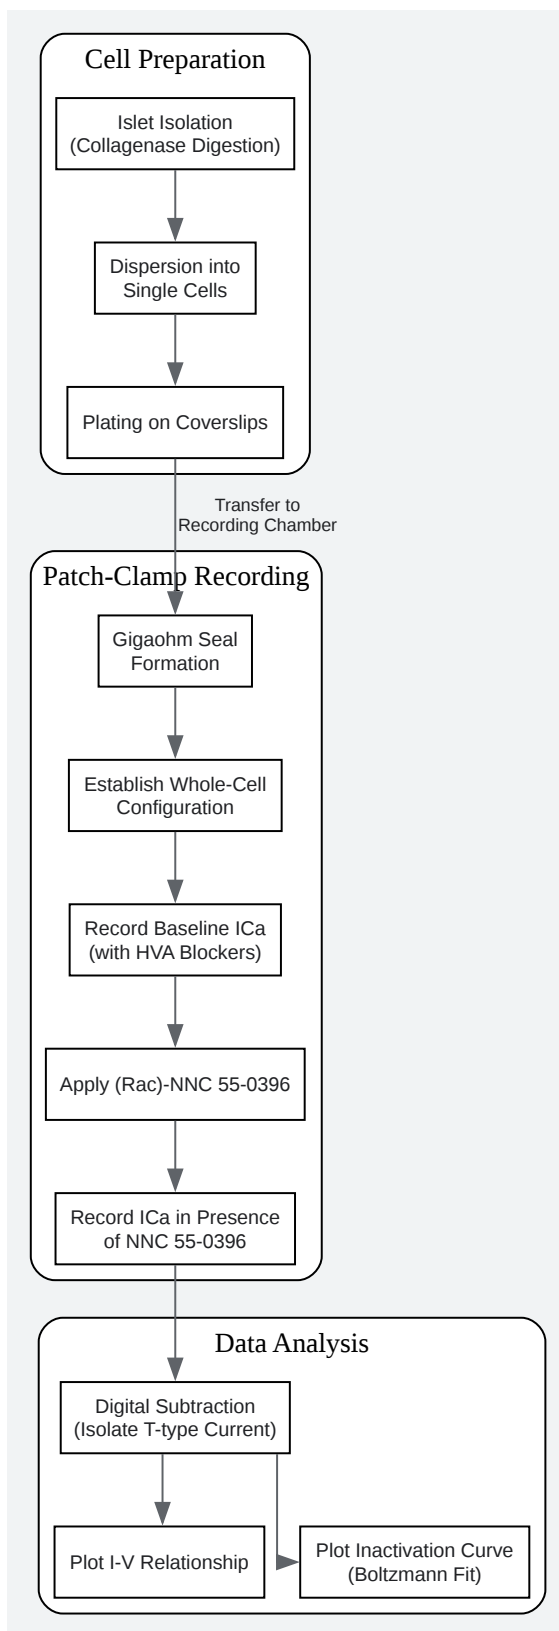 Cell Preparation
Islet Isolation
(Collagenase Digestion)
Dispersion into
Single Cells
Plating on Coverslips
Transfer to
Recording Chamber
Patch-Clamp Recording
Gigaohm Seal
Formation
Establish Whole-Cell
Configuration
Record Baseline ICa
(with HVA Blockers)
Apply (Rac)-NNC 55-0396
Record ICa in Presence
of NNC 55-0396
Data Analysis
Digital Subtraction
(Isolate T-type Current)
Plot I-V Relationship
Plot Inactivation Curve
(Boltzmann Fit)